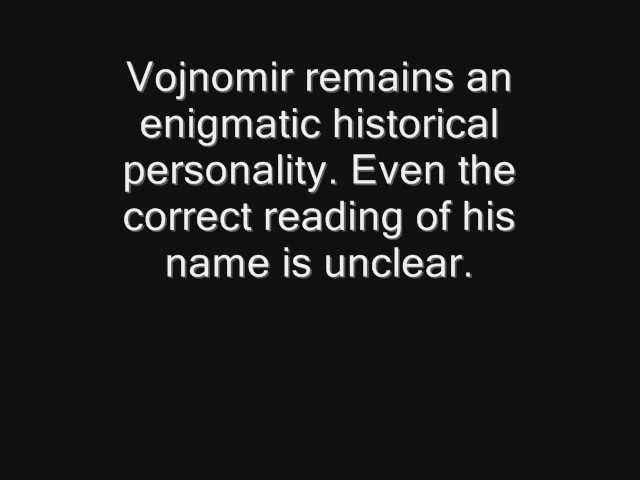 Vojnomir remains an
enigmatic historical
personality. Even the
correct reading of his
name is unclear.